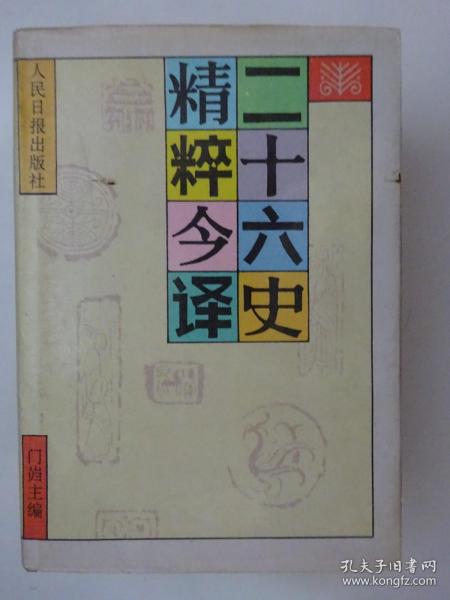 二十六史
精粹今译
人民日报出版社
门岿主编
孔夫子旧书网
www.kongfz.com